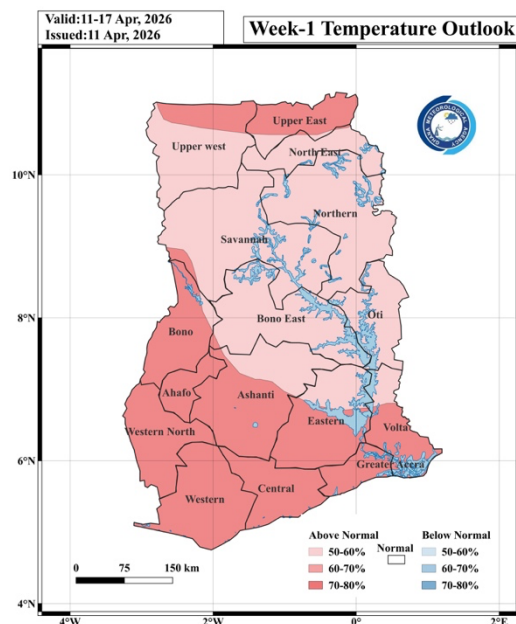 Valid:11-17 Apr, 2026
Issued:11 Apr, 2026
Week-1 Temperature Outlook
Upper East
Upper west
North East
10°N
Northern
Savannah
8°N
Bono East
Oti
Bono
Ahafo
Ashanti
Western North
Eastern
Volta
6°N
Greater Accra
Central
Western
Above Normal
Normal
Below Normal
50-60%
50-60%
60-70%
60-70%
70-80%
70-80%
0
75
150 km
4°N
4°W
2°W
0°
2°E